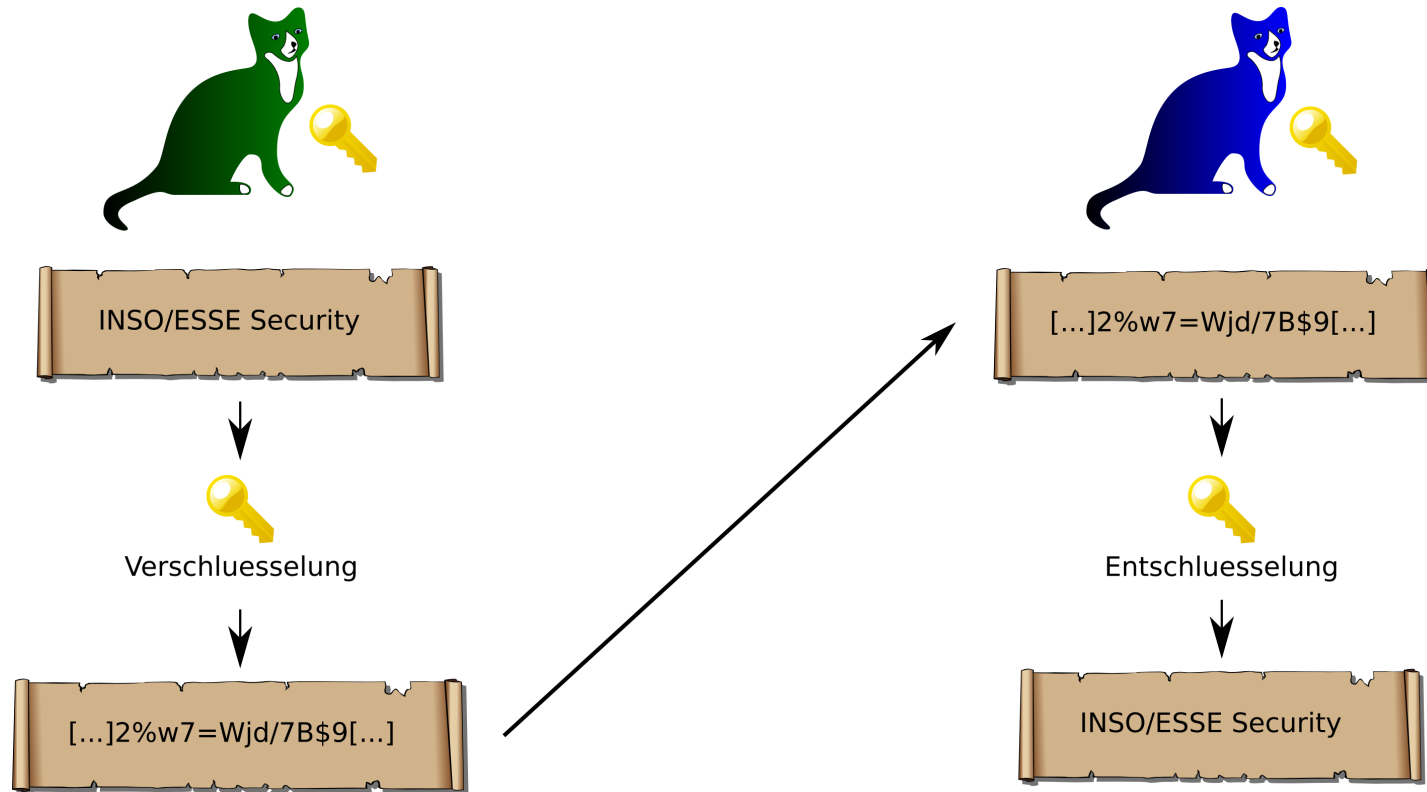 INSO/ESSE Security
Verschluesselung
[...]2%w7=Wjd/7B$9[...]
[...]2%w7=Wjd/7B$9[...]
Entschluesselung
INSO/ESSE Security